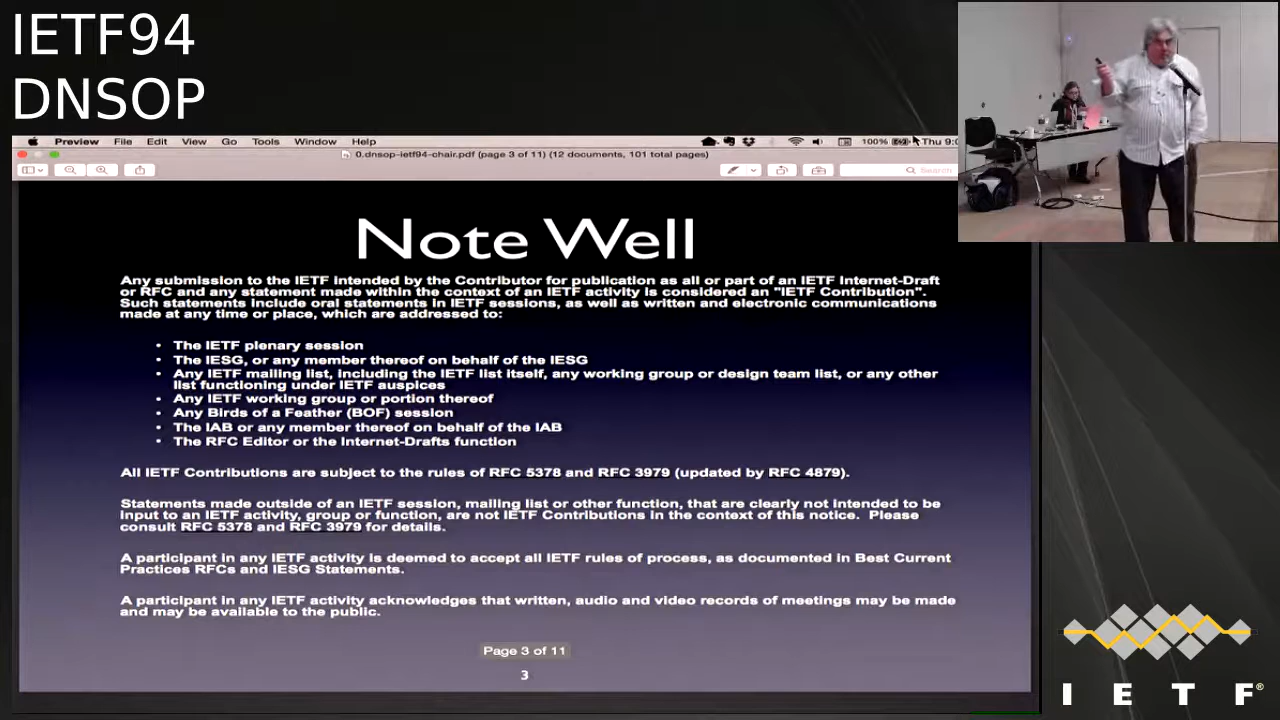 IETF94
DNSOP
Preview File Edit View Go Tools Window Help 100% Thu 9:0
0.dnsop-ietf94-chair.pdf (page 3 of 11) (12 documents, 101 total pages)
Search
Note Well
Any submission to the IETF intended by the Contributor for publication as all or part of an IETF Internet-Draft
or RFC and any statement made within the context of an IETF activity is considered an "IETF Contribution".
Such statements include oral statements in IETF sessions, as well as written and electronic communications
made at any time or place, which are addressed to:
• The IETF plenary session
• The IESG, or any member thereof on behalf of the IESG
• Any IETF mailing list, including the IETF list itself, any working group or design team list, or any other
list functioning under IETF auspices
• Any IETF working group or portion thereof
• Any Birds of a Feather (BOF) session
• The IAB or any member thereof on behalf of the IAB
• The RFC Editor or the Internet-Drafts function
All IETF Contributions are subject to the rules of RFC 5378 and RFC 3979 (updated by RFC 4879).
Statements made outside of an IETF session, mailing list or other function, that are clearly not intended to be
input to an IETF activity, group or function, are not IETF Contributions in the context of this notice. Please
consult RFC 5378 and RFC 3979 for details.
A participant in any IETF activity is deemed to accept all IETF rules of process, as documented in Best Current
Practices RFCs and IESG Statements.
A participant in any IETF activity acknowledges that written, audio and video records of meetings may be made
and may be available to the public.
Page 3 of 11
3
I E T F®